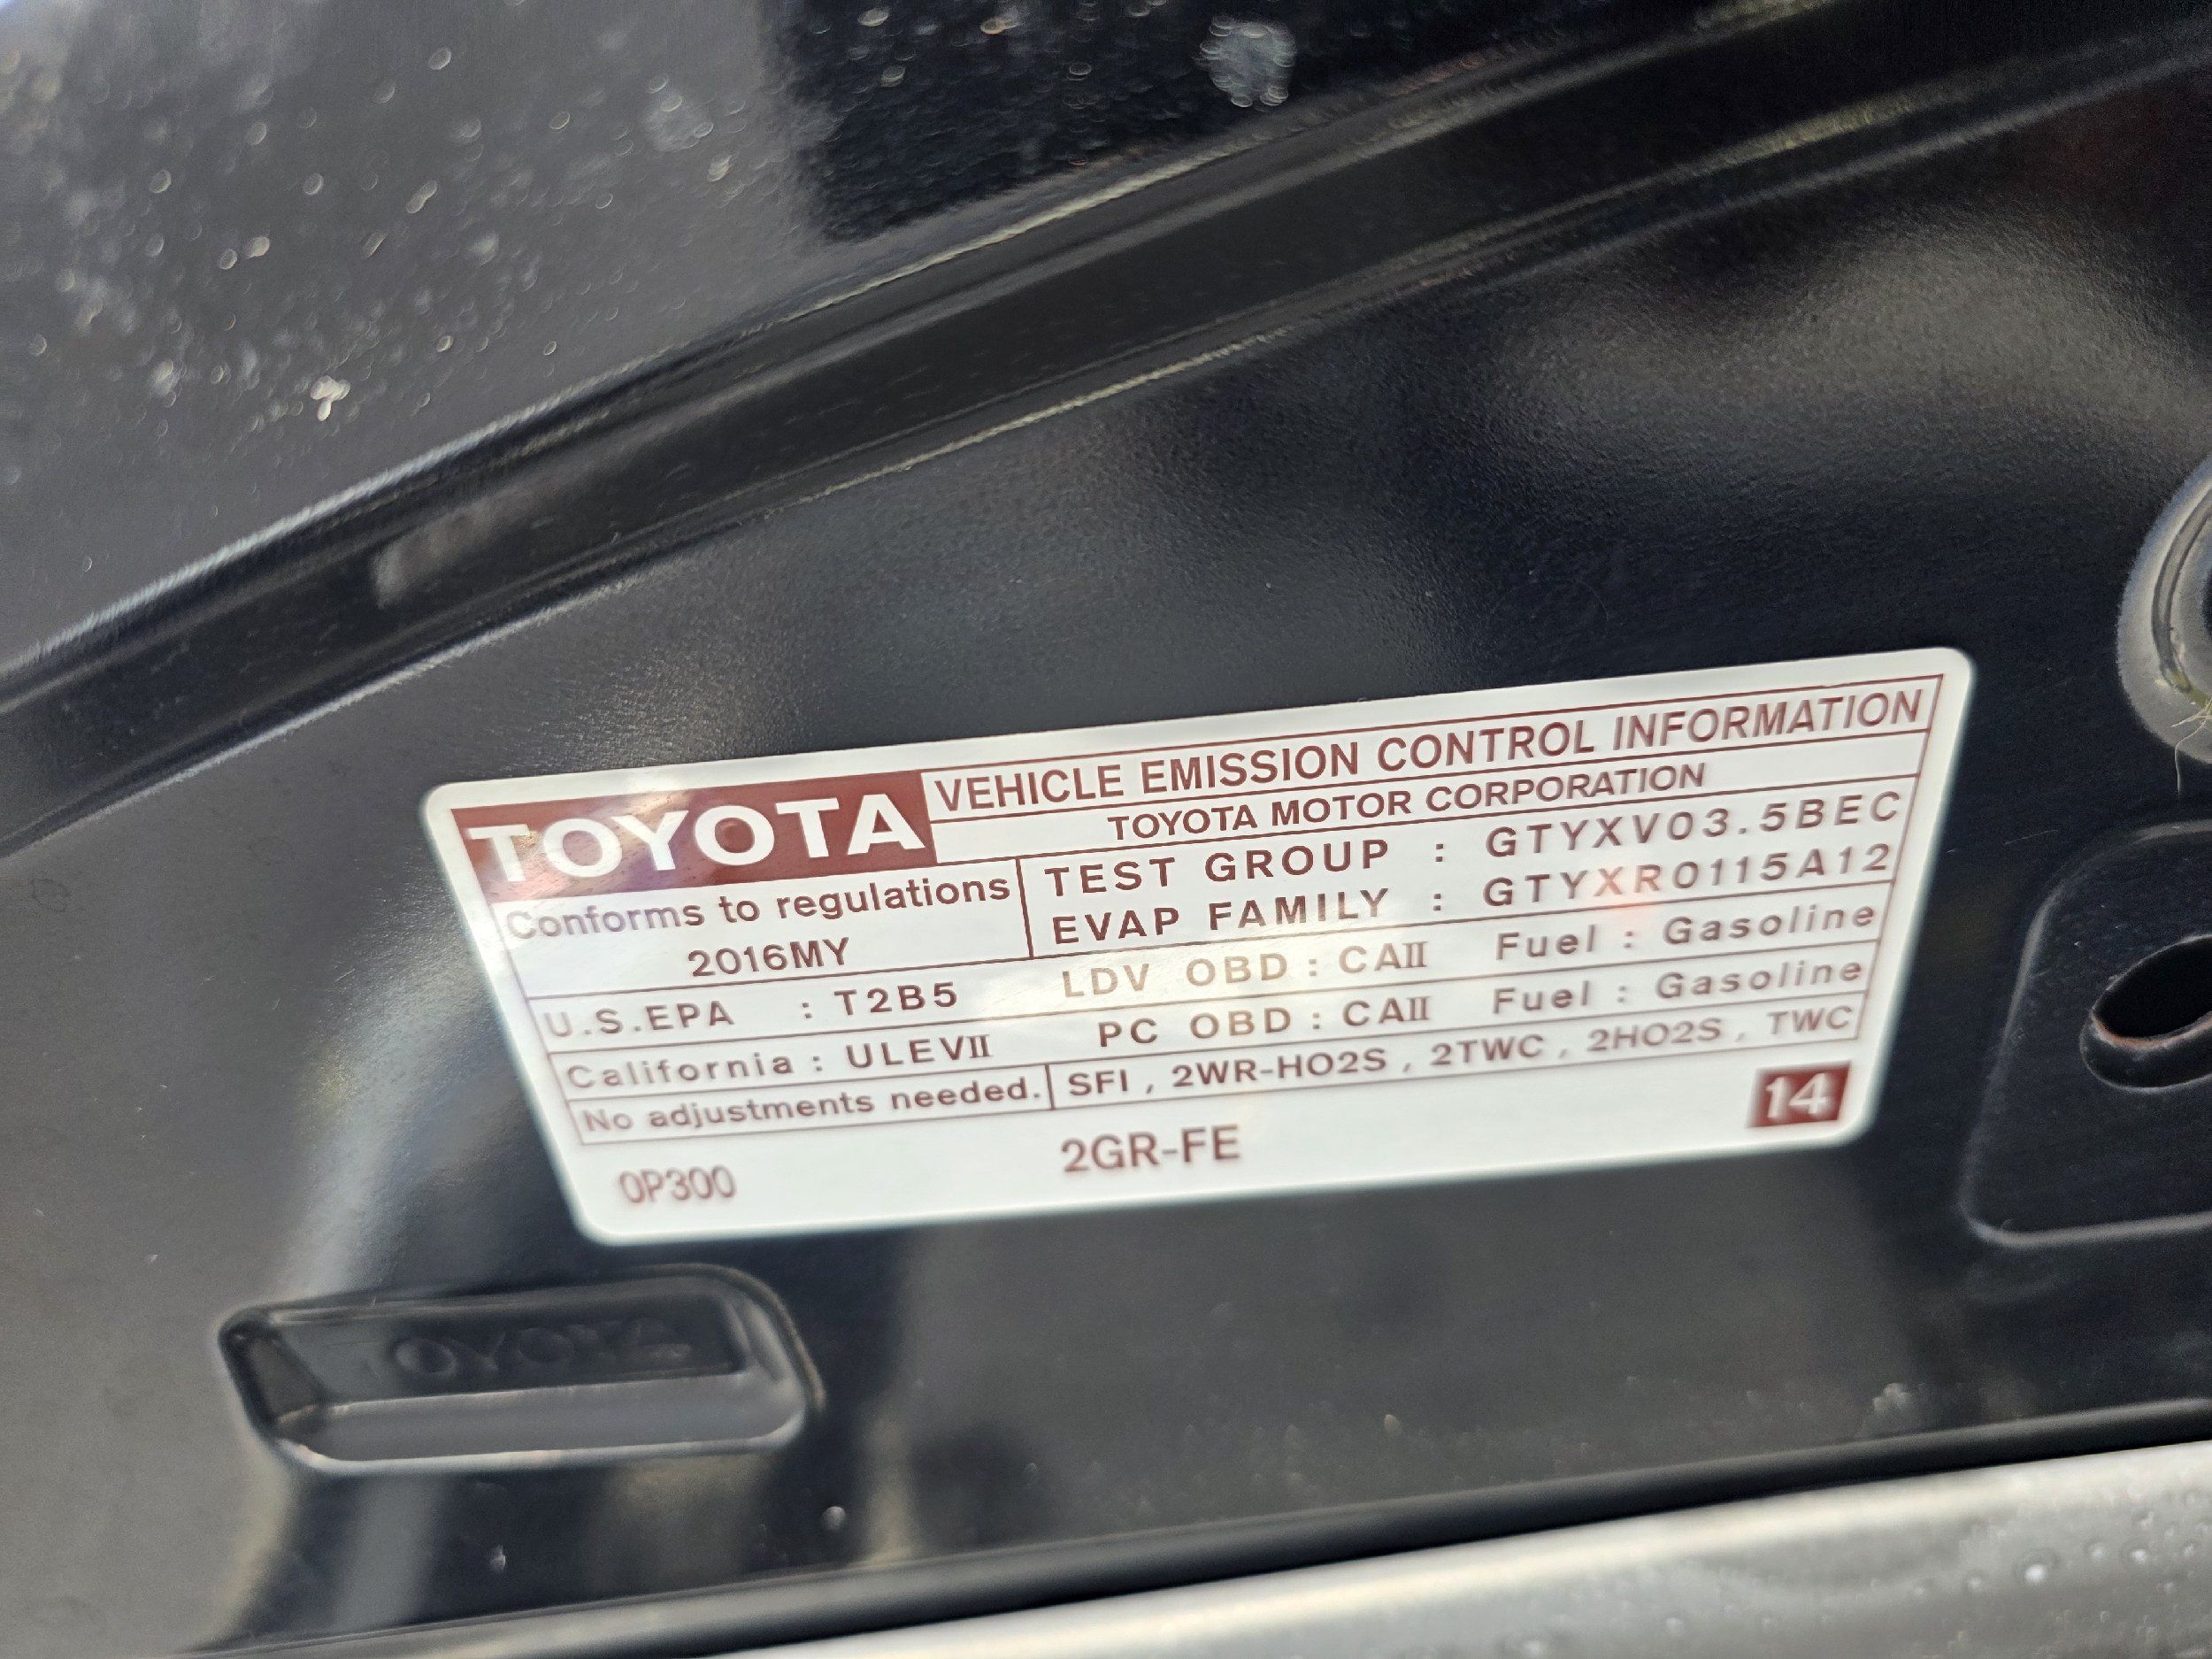 TOYOTA VEHICLE EMISSION CONTROL INFORMATION
TOYOTA MOTOR CORPORATION
Conforms to regulations
2016MY
TEST GROUP : GTYXV03.5BEC
EVAP FAMILY : GTYXR0115A12
U.S.EPA : T2B5 LDV OBD : CAII Fuel : Gasoline
California : ULEVII PC OBD : CAII Fuel : Gasoline
No adjustments needed. SFI , 2WR-HO2S , 2TWC , 2HO2S , TWC
0P300 2GR-FE 14
TOYOTA